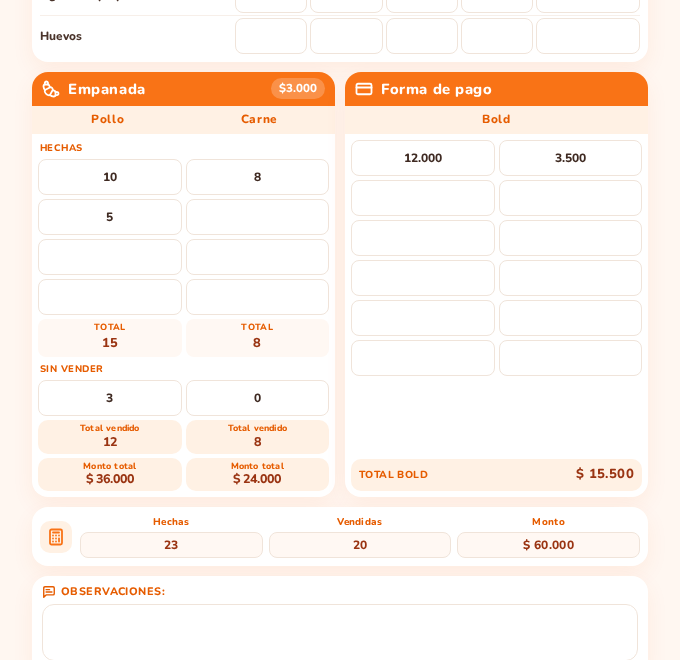 Huevos
Empanada $3.000
Pollo Carne
HECHAS
10 8
5
TOTAL TOTAL
15 8
SIN VENDER
3 0
Total vendido Total vendido
12 8
Monto total Monto total
$ 36.000 $ 24.000
Forma de pago
Bold
12.000 3.500
TOTAL BOLD $ 15.500
Hechas Vendidas Monto
23 20 $ 60.000
OBSERVACIONES: